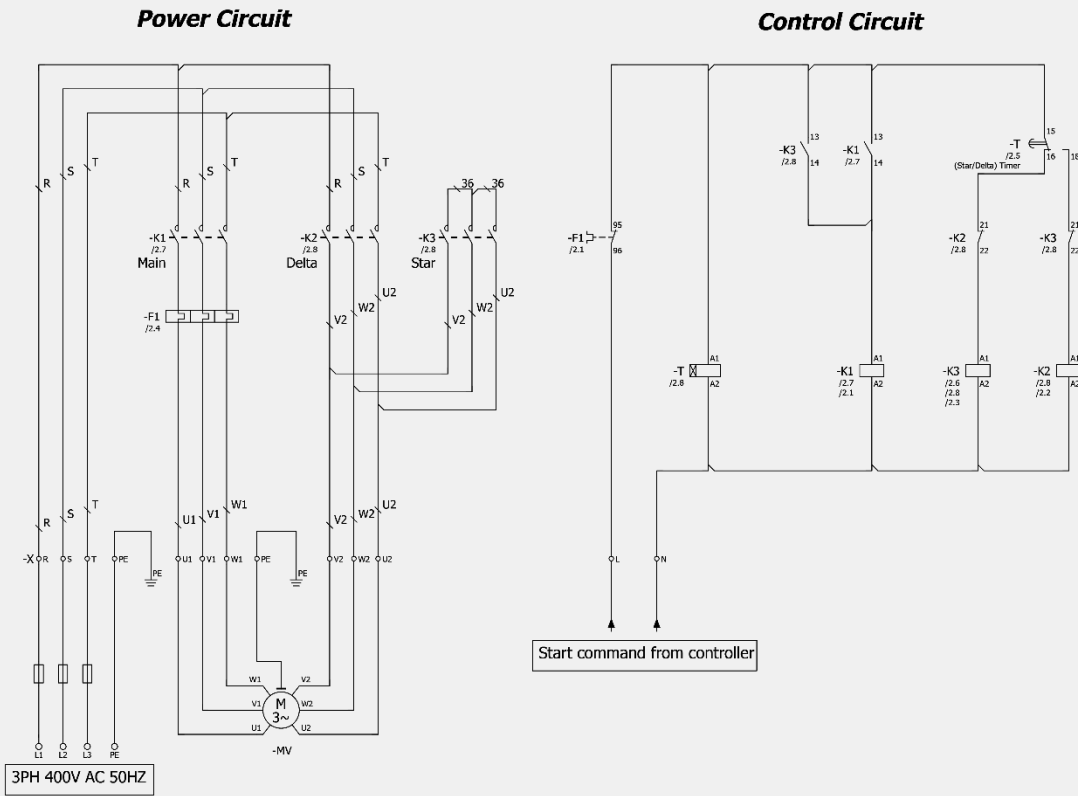 Power Circuit
Control Circuit
R
S
T
R
S
T
R
S
T
36
36
-K1
/2.7
Main
-K2
/2.8
Delta
-K3
/2.8
Star
-F1
/2.4
V2
W2
U2
V2
W2
U2
R
S
T
U1
V1
W1
V2
W2
U2
-X
R
S
T
PE
PE
U1
V1
W1
PE
PE
V2
W2
U2
W1
V2
V1
M
3~
W2
U1
U2
-MV
L1
L2
L3
PE
3PH 400V AC 50HZ
-K3
/2.8
13
14
-K1
/2.7
13
14
-T
/2.5
(Star/Delta) Timer
15
16
18
-F1
/2.1
95
96
-K2
/2.8
21
22
-K3
/2.8
21
22
-T
/2.8
A1
A2
-K1
/2.7
/2.1
A1
A2
-K3
/2.6
/2.8
/2.3
A1
A2
-K2
/2.8
/2.2
A1
A2
L
N
Start command from controller